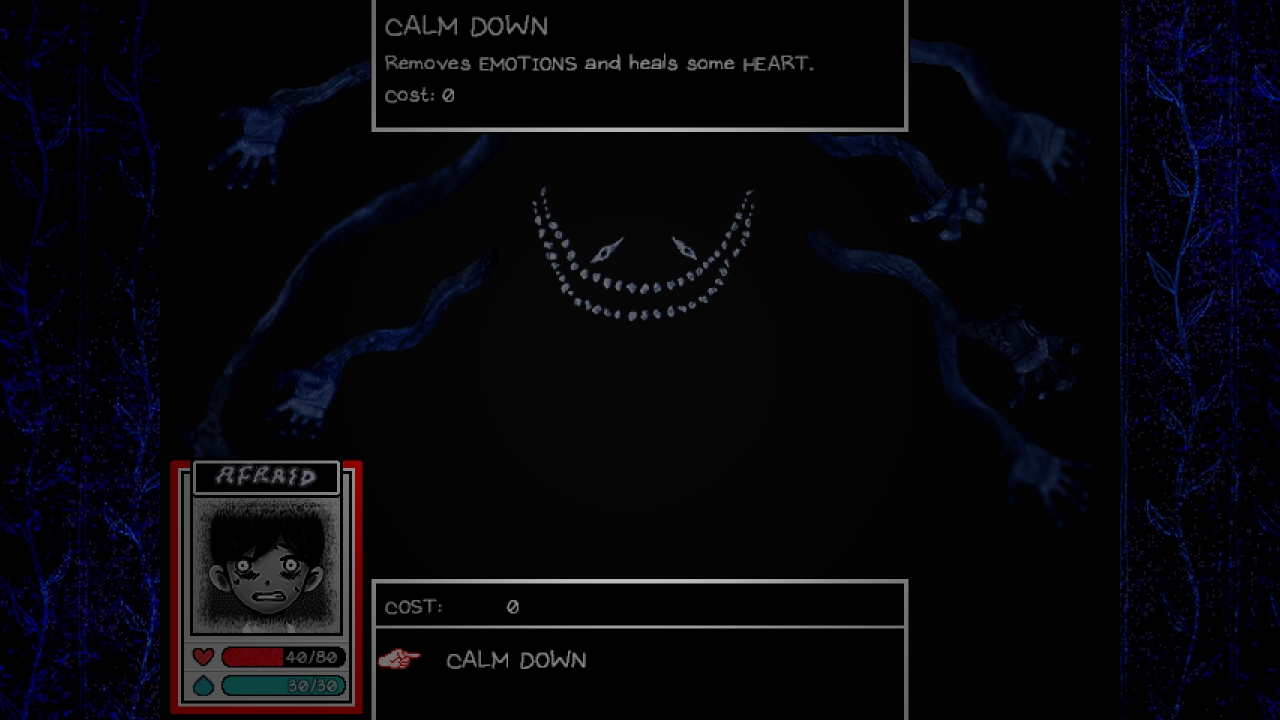 CALM DOWN
Removes EMOTIONS and heals some HEART.
Cost: 0
AFRAID
40/80
30/30
COST: 0
CALM DOWN